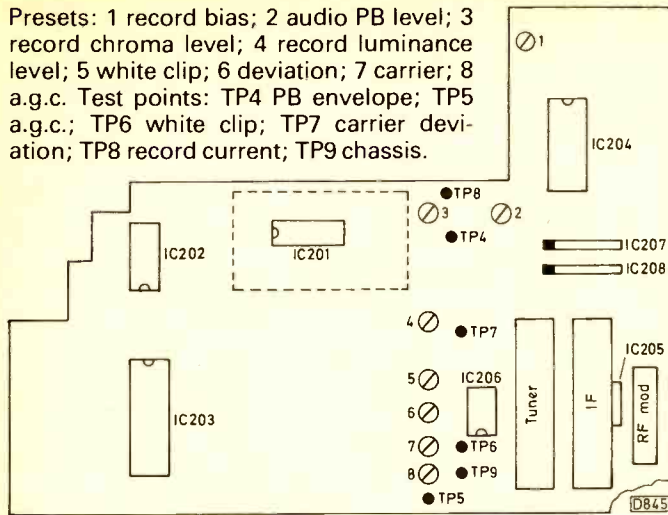 Presets: 1 record bias; 2 audio PB level; 3
record chroma level; 4 record luminance
level; 5 white clip; 6 deviation; 7 carrier; 8
a.g.c. Test points: TP4 PB envelope; TP5
a.g.c.; TP6 white clip; TP7 carrier devi-
ation; TP8 record current; TP9 chassis.
1
IC204
TP8
3
2
TP4
IC202
IC201
IC207
IC208
4
TP7
IC205
5
IC206
IC203
6
Tuner
IF
RF mod
7
TP6
8
TP9
TP5
D845